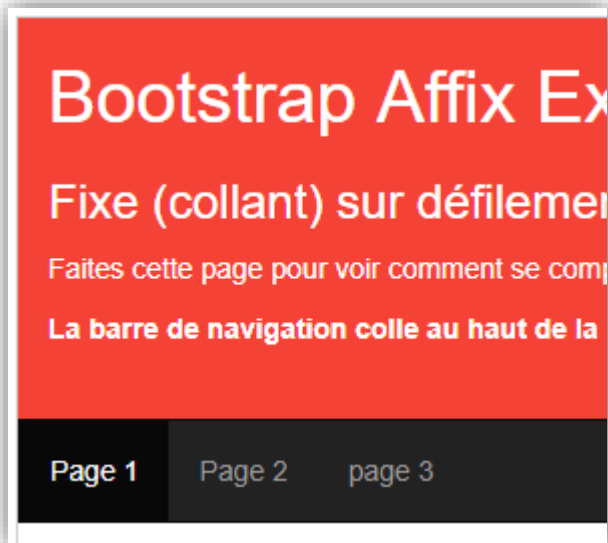 Bootstrap Affix Ex
Fixe (collant) sur défilemen
Faites cette page pour voir comment se comp
La barre de navigation colle au haut de la
Page 1 Page 2 page 3